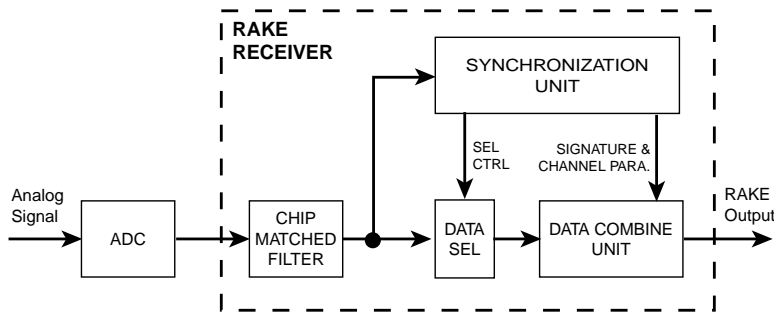 RAKE
RECEIVER
SYNCHRONIZATION
UNIT
SEL
CTRL
SIGNATURE &
CHANNEL PARA.
Analog
Signal
ADC
CHIP
MATCHED
FILTER
DATA
SEL
DATA COMBINE
UNIT
RAKE
Output